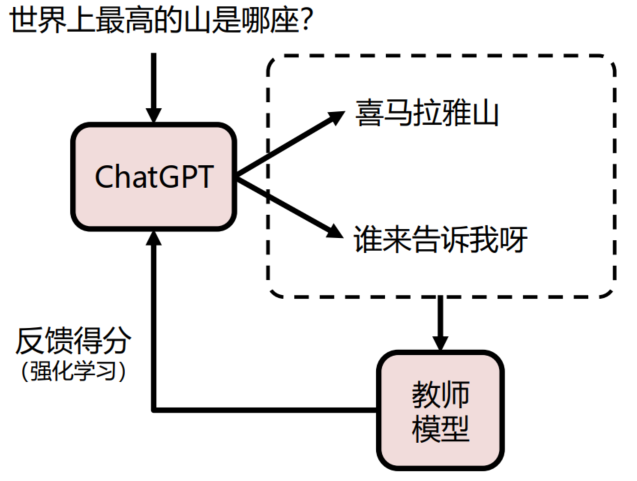 世界上最高的山是哪座？
喜马拉雅山
ChatGPT
谁来告诉我呀
反馈得分
（强化学习）
教师
模型